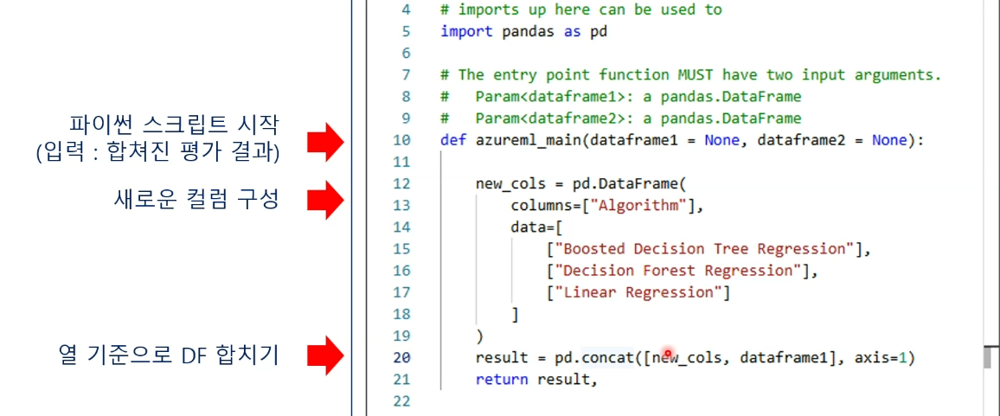 4 # imports up here can be used to
5 import pandas as pd
6
7 # The entry point function MUST have two input arguments.
8 #   Param<dataframe1>: a pandas.DataFrame
9 #   Param<dataframe2>: a pandas.DataFrame
파이썬 스크립트 시작
(입력 : 합쳐진 평가 결과)
10 def azureml_main(dataframe1 = None, dataframe2 = None):
11
새로운 컬럼 구성
12     new_cols = pd.DataFrame(
13         columns=["Algorithm"],
14         data=[
15             ["Boosted Decision Tree Regression"],
16             ["Decision Forest Regression"],
17             ["Linear Regression"]
18         ]
19     )
열 기준으로 DF 합치기
20     result = pd.concat([new_cols, dataframe1], axis=1)
21     return result,
22